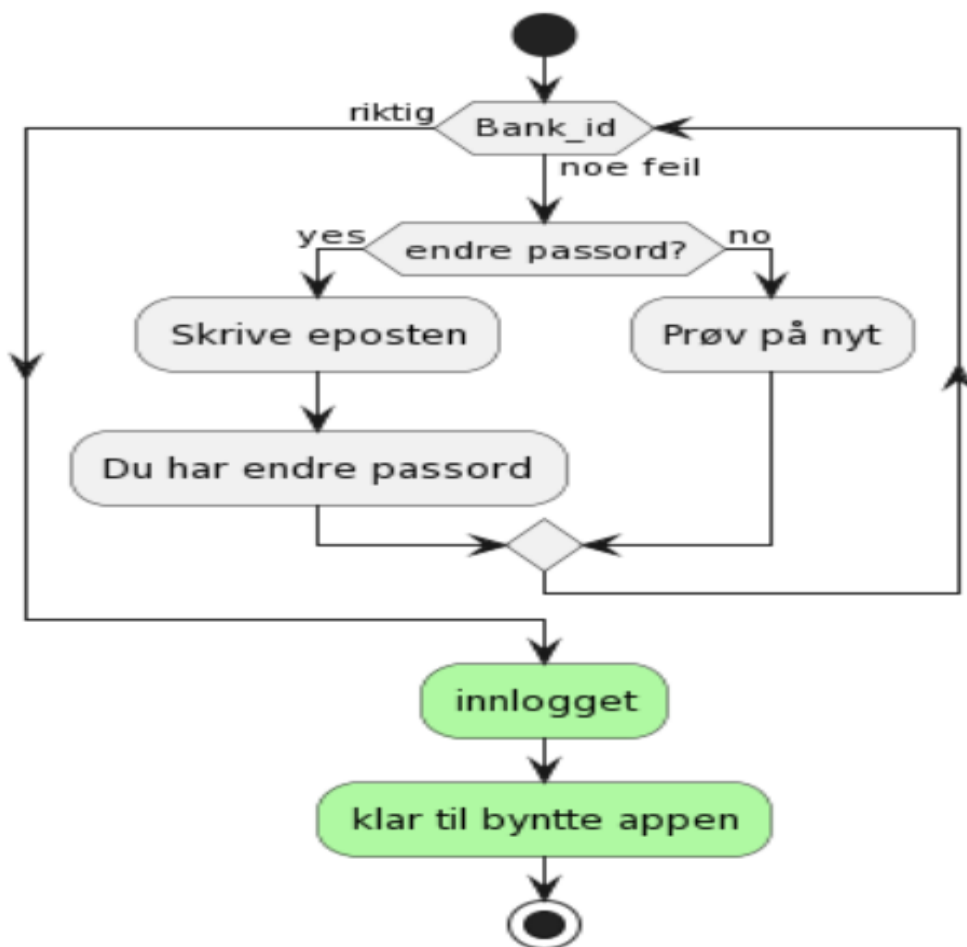 riktig
Bank_id
noe feil
yes
endre passord?
no
Skrive eposten
Prøv på nyt
Du har endre passord
innlogget
klar til byntte appen